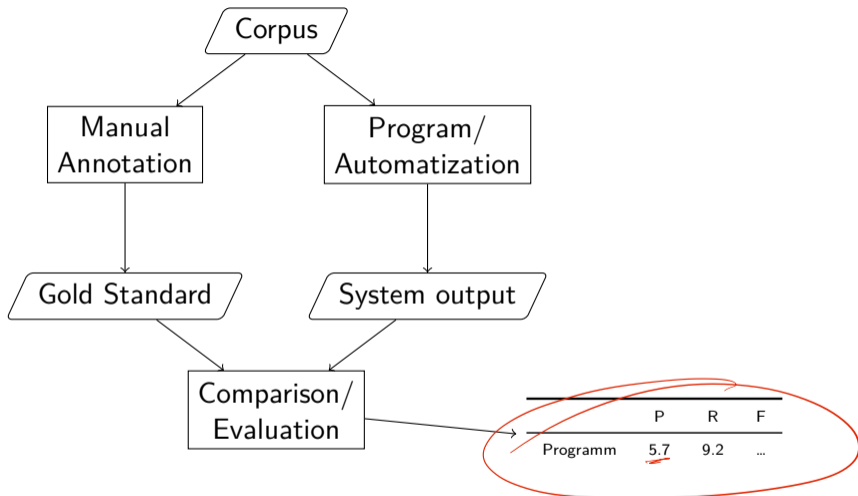 Corpus
Manual
Annotation
Program/
Automatization
Gold Standard
System output
Comparison/
Evaluation
P R F
Programm 5.7 9.2 ...